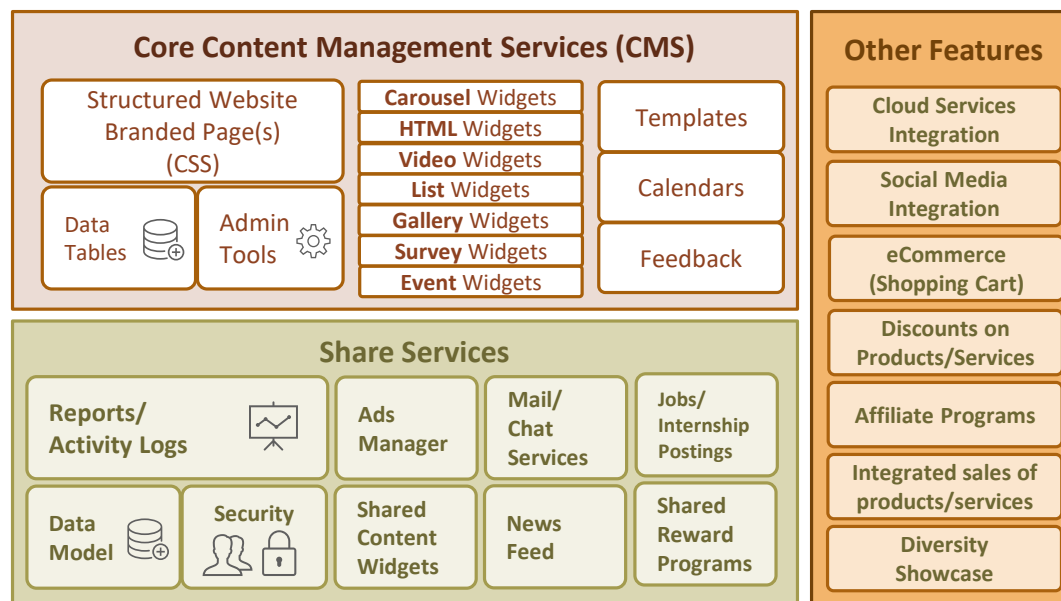 Core Content Management Services (CMS)
Structured Website
Branded Page(s)
(CSS)
Data
Tables
Admin
Tools
Carousel Widgets
HTML Widgets
Video Widgets
List Widgets
Gallery Widgets
Survey Widgets
Event Widgets
Templates
Calendars
Feedback
Share Services
Reports/
Activity Logs
Ads
Manager
Mail/
Chat
Services
Jobs/
Internship
Postings
Data
Model
Security
Shared
Content
Widgets
News
Feed
Shared
Reward
Programs
Other Features
Cloud Services
Integration
Social Media
Integration
eCommerce
(Shopping Cart)
Discounts on
Products/Services
Affiliate Programs
Integrated sales of
products/services
Diversity
Showcase